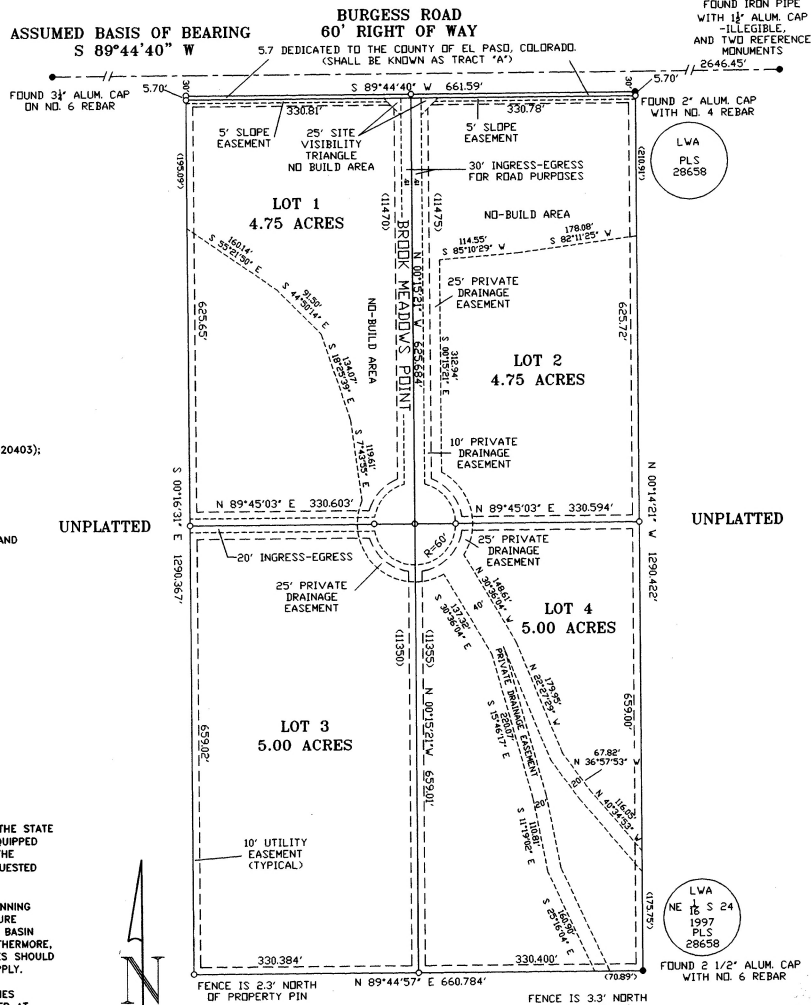 BURGESS ROAD
60' RIGHT OF WAY
ASSUMED BASIS OF BEARING
S 89°44'40" W
5.7 DEDICATED TO THE COUNTY OF EL PASO, COLORADO.
(SHALL BE KNOWN AS TRACT "A")
FOUND IRON PIPE
WITH 1½" ALUM. CAP
-ILLEGIBLE,
AND TWO REFERENCE
MONUMENTS
2646.45'
5.70'
30'
S 89°44'40" W 661.59'
30'
5.70'
FOUND 3¼" ALUM. CAP
ON NO. 6 REBAR
FOUND 2" ALUM. CAP
WITH NO. 4 REBAR
330.81'
330.78'
5' SLOPE
EASEMENT
25' SITE
VISIBILITY
TRIANGLE
NO BUILD AREA
5' SLOPE
EASEMENT
LWA
PLS
28658
(195.09')
(210.91')
30' INGRESS-EGRESS
FOR ROAD PURPOSES
LOT 1
4.75 ACRES
(11470)
(11475)
NO-BUILD AREA
178.08'
S 82°11'25" W
114.55'
S 85°10'29" W
160.14'
S 55°21'50" E
91.50'
S 44°50'14" E
134.07'
S 18°25'39" E
119.61'
S 7°43'55" E
NO-BUILD AREA
BROOK MEADOWS POINT
N 00°15'21" W 625.684'
25' PRIVATE
DRAINAGE
EASEMENT
312.94'
S 00°15'21" E
625.65'
625.72'
LOT 2
4.75 ACRES
10' PRIVATE
DRAINAGE
EASEMENT
20403);
S 00°16'31" E 1290.367'
N 00°14'21" W 1290.422'
N 89°45'03" E 330.603'
N 89°45'03" E 330.594'
UNPLATTED
UNPLATTED
AND
20' INGRESS-EGRESS
R=60'
25' PRIVATE
DRAINAGE
EASEMENT
25' PRIVATE
DRAINAGE
EASEMENT
148.61'
N 30°36'04" W
40'
137.32'
S 30°36'04" E
LOT 4
5.00 ACRES
(11350)
(11355)
N 00°15'21"W 659.01'
PRIVATE DRAINAGE EASEMENT
179.95'
N 22°27'29" W
220.07'
S 15°46'17" E
659.00'
659.02'
LOT 3
5.00 ACRES
67.82'
N 36°57'53" W
20'
116.05'
N 40°34'53" W
20'
110.81'
S 11°19'02" E
160.90'
S 25°16'04" E
10' UTILITY
EASEMENT
(TYPICAL)
THE STATE
QUIPPED
THE
UESTED
NNING
URE
BASIN
THERMORE,
ES SHOULD
PPLY.
IES
N
(175.75')
LWA
NE 1/16 S 24
1997
PLS
28658
FOUND 2 1/2" ALUM. CAP
WITH NO. 6 REBAR
330.384'
330.400'
(70.89')
N 89°44'57" E 660.784'
FENCE IS 2.3' NORTH
OF PROPERTY PIN
FENCE IS 3.3' NORTH